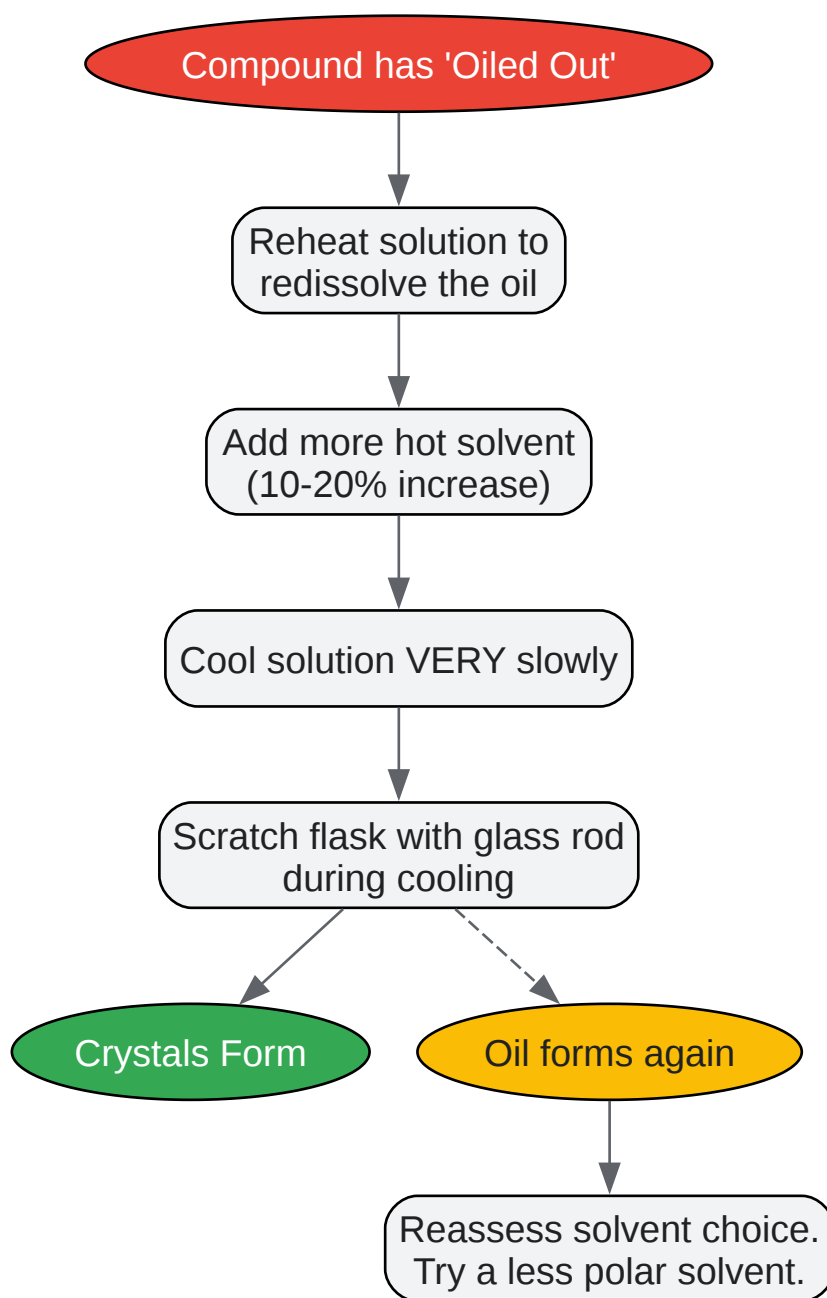 Compound has 'Oiled Out'
Reheat solution to
redissolve the oil
Add more hot solvent
(10-20% increase)
Cool solution VERY slowly
Scratch flask with glass rod
during cooling
Crystals Form
Oil forms again
Reassess solvent choice.
Try a less polar solvent.